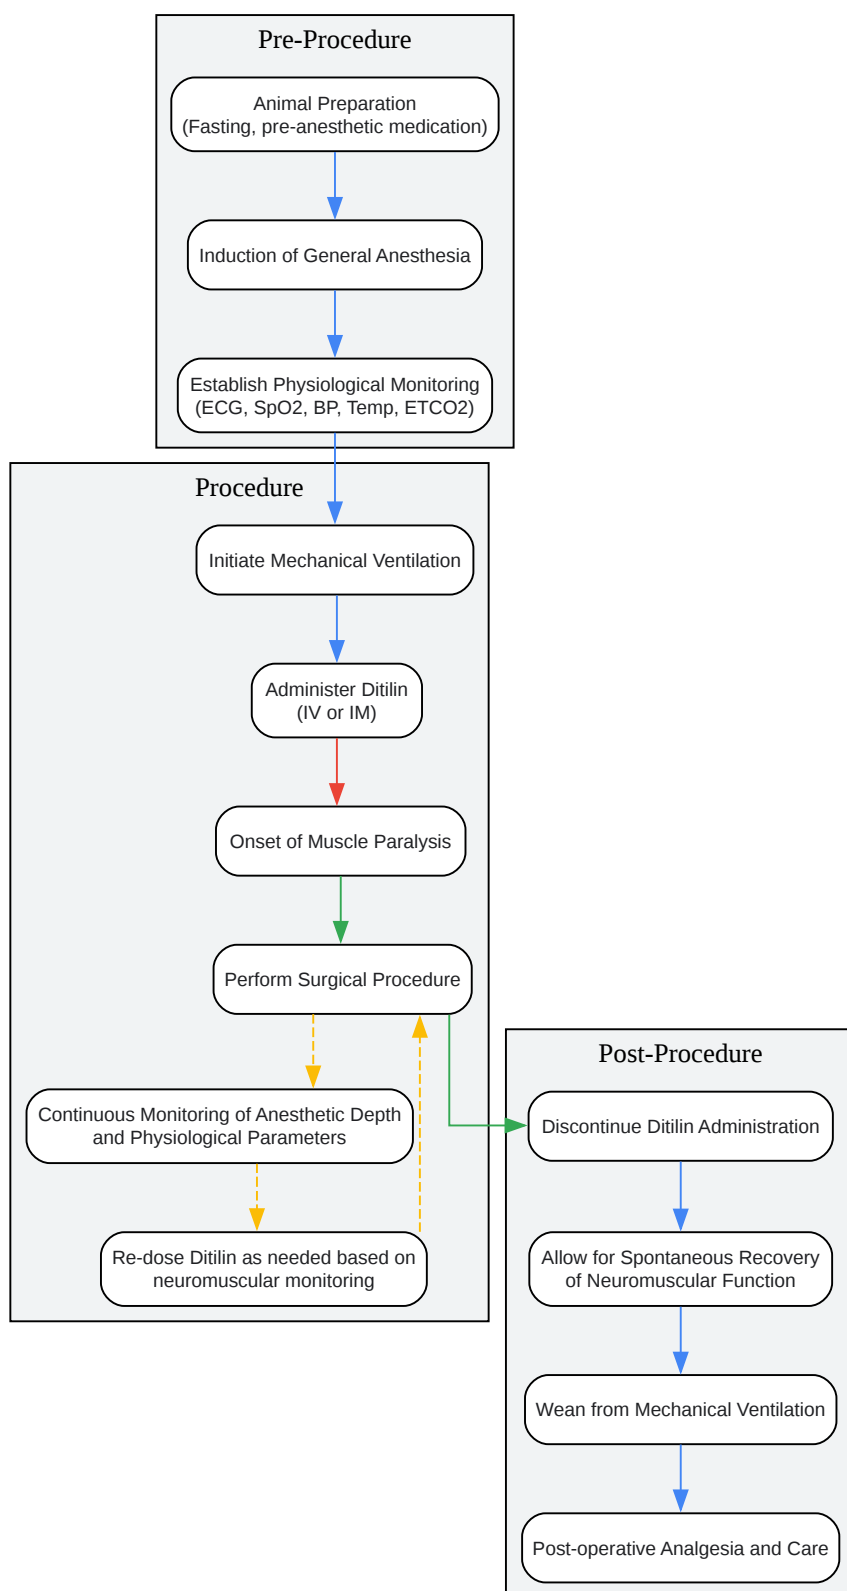 Pre-Procedure
Animal Preparation
(Fasting, pre-anesthetic medication)
Induction of General Anesthesia
Establish Physiological Monitoring
(ECG, SpO2, BP, Temp, ETCO2)
Procedure
Initiate Mechanical Ventilation
Administer Ditilin
(IV or IM)
Onset of Muscle Paralysis
Perform Surgical Procedure
Continuous Monitoring of Anesthetic Depth
and Physiological Parameters
Re-dose Ditilin as needed based on
neuromuscular monitoring
Post-Procedure
Discontinue Ditilin Administration
Allow for Spontaneous Recovery
of Neuromuscular Function
Wean from Mechanical Ventilation
Post-operative Analgesia and Care